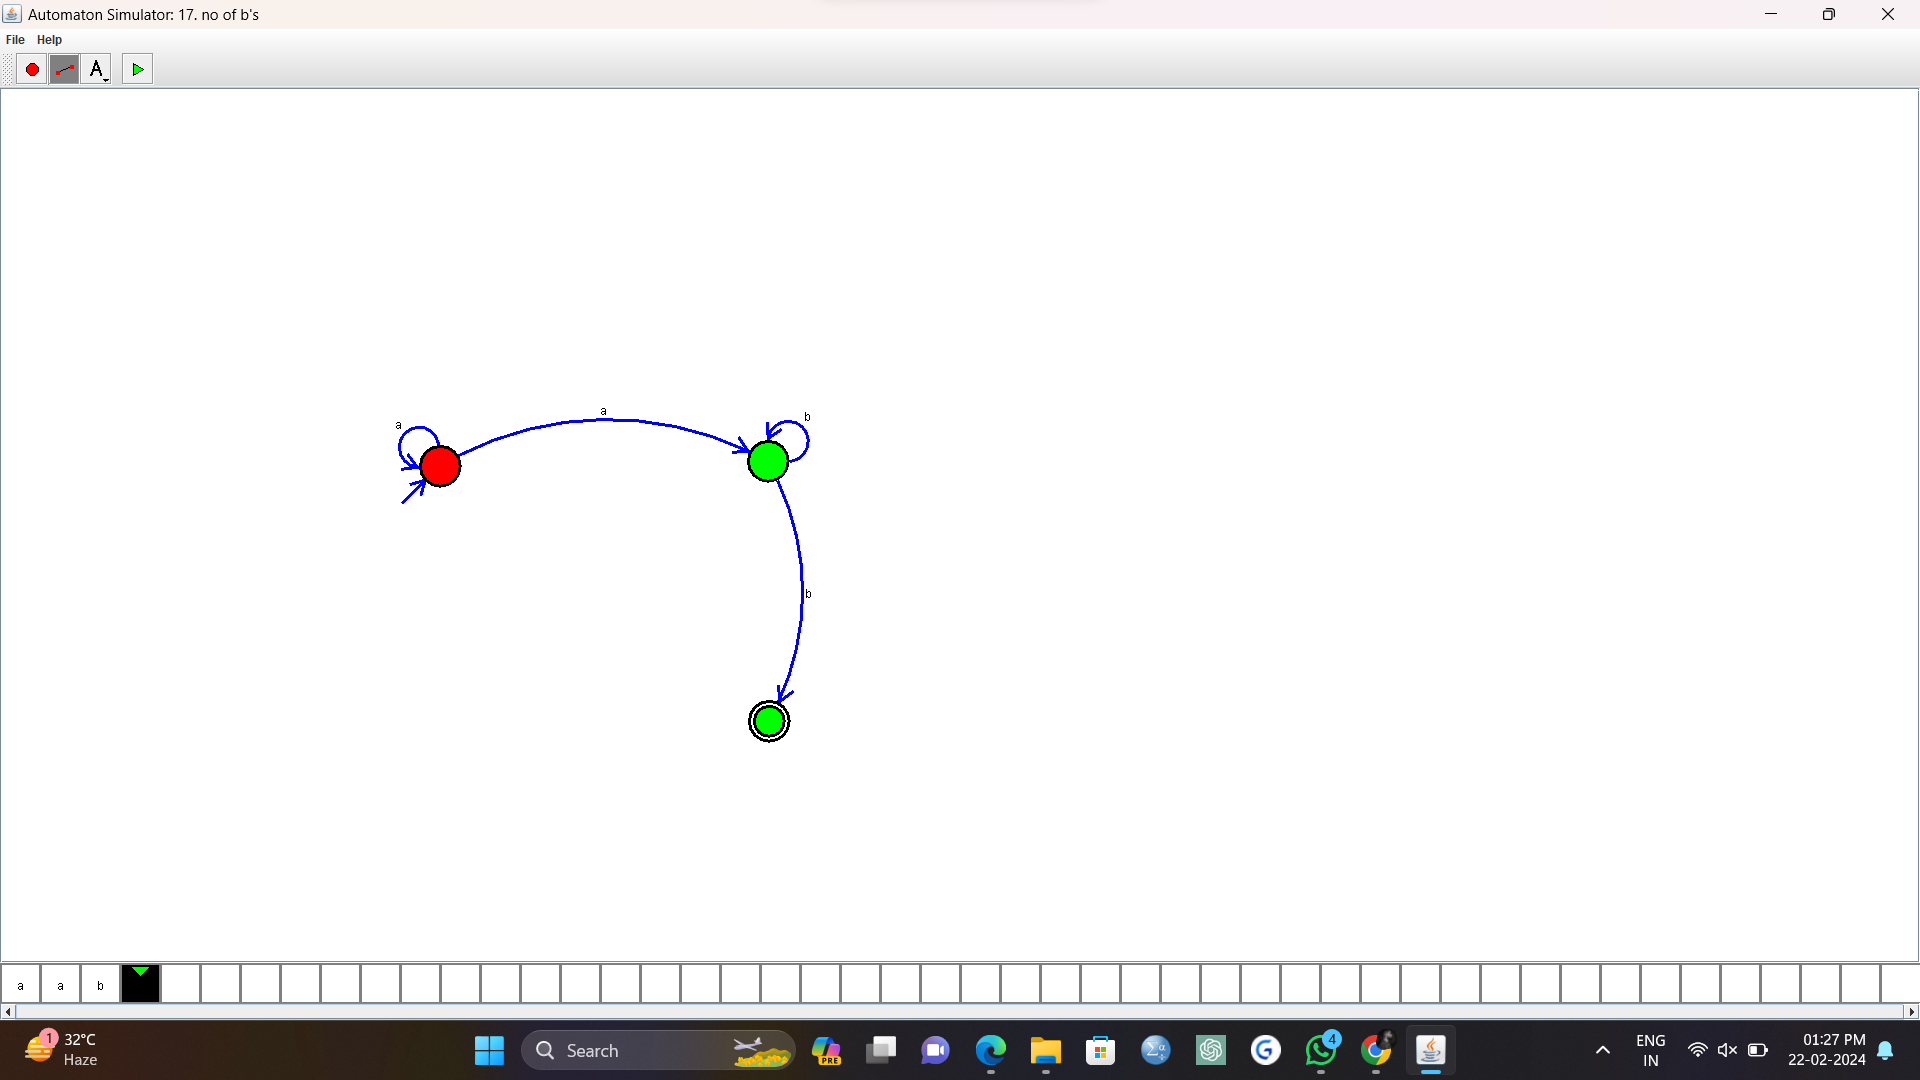 Automaton Simulator: 17. no of b's
File Help
A
a
a
b
b
a a b
1
32°C
Haze
Search
PRE
4
ENG
IN
01:27 PM
22-02-2024